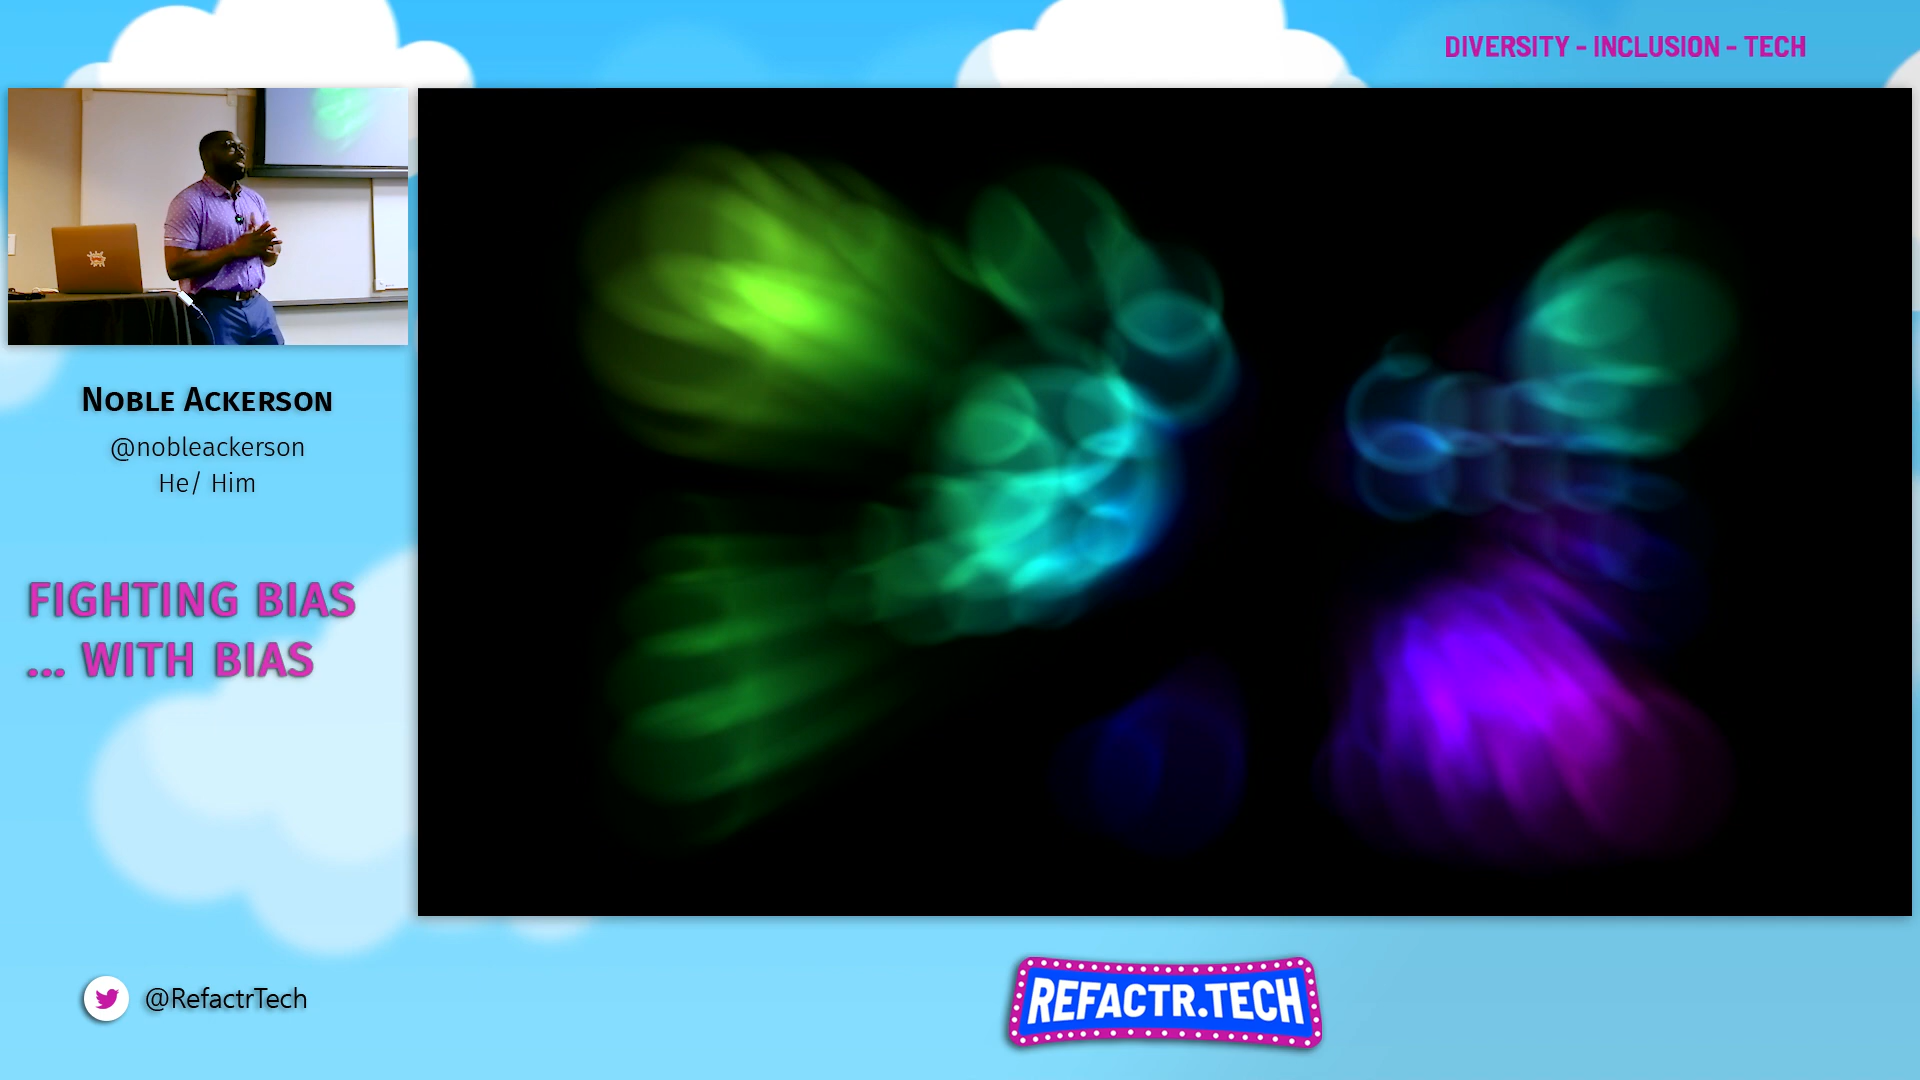 DIVERSITY - INCLUSION - TECH
NOBLE ACKERSON
@nobleackerson
He/ Him
FIGHTING BIAS
... WITH BIAS
@RefactrTech
REFACTR.TECH